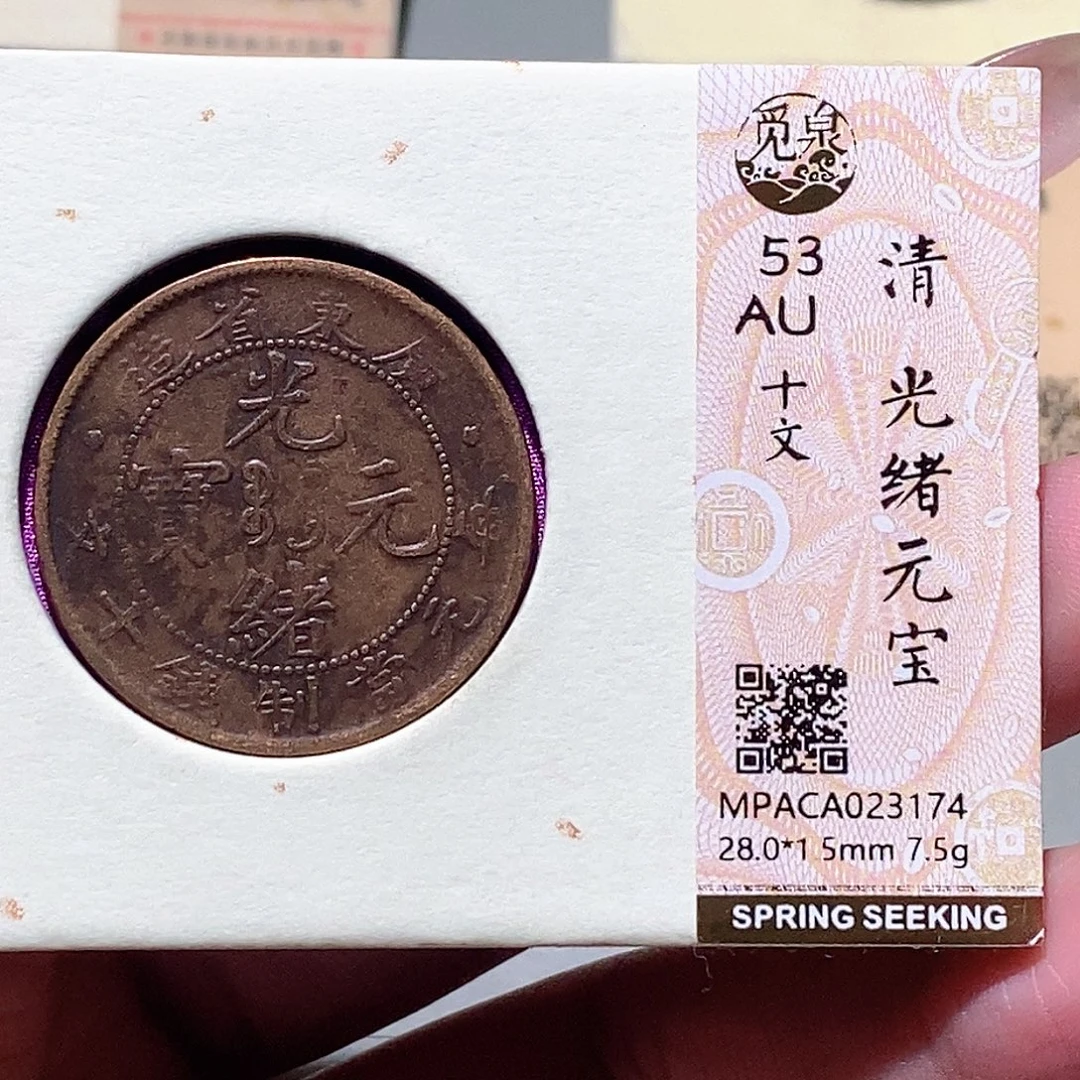 東省造
光緒元寶
每元當制錢十文
觅泉
53
AU
十文
清 光绪元宝
MPACA023174
28.0*1 5mm 7.5g
SPRING SEEKING